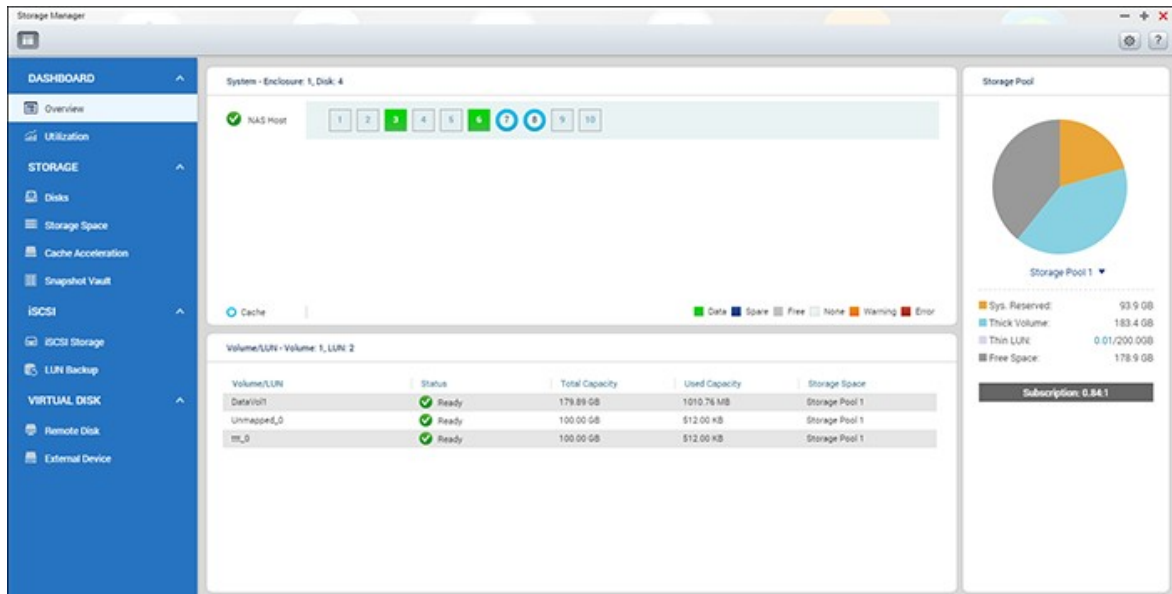 Storage Manager
DASHBOARD
Overview
Utilization
STORAGE
Disks
Storage Space
Cache Acceleration
Snapshot Vault
iSCSI
iSCSI Storage
LUN Backup
VIRTUAL DISK
Remote Disk
External Device
System - Enclosure: 1, Disk: 4
NAS Host 1 2 3 4 5 6 7 8 9 10
Cache Data Spare Free None Warning Error
Volume/LUN - Volume: 1, LUN: 2
Volume/LUN Status Total Capacity Used Capacity Storage Space
DataVol1 Ready 179.89 GB 1010.76 MB Storage Pool 1
Unmapped_0 Ready 100.00 GB 512.00 KB Storage Pool 1
ttt_0 Ready 100.00 GB 512.00 KB Storage Pool 1
Storage Pool
Storage Pool 1
Sys. Reserved: 93.9 GB
Thick Volume: 183.4 GB
Thin LUN: 0.01/200.0GB
Free Space: 178.9 GB
Subscription: 0.84:1